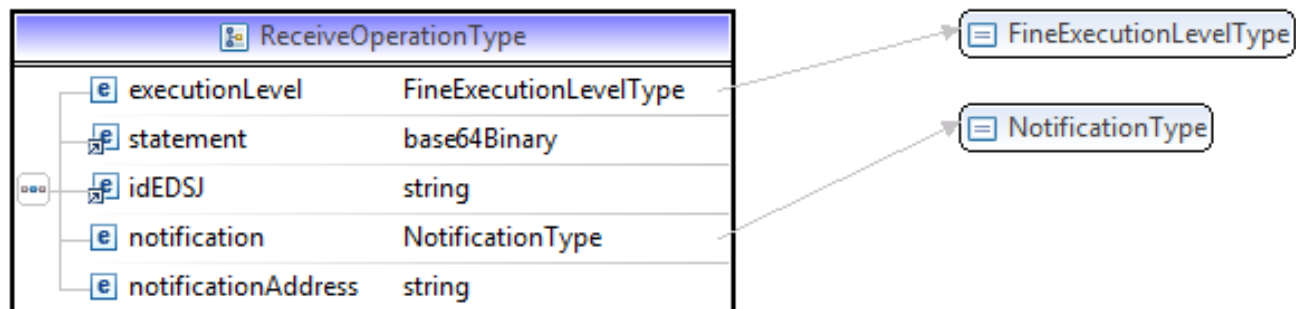 ReceiveOperationType
FineExecutionLevelType
executionLevel FineExecutionLevelType
statement base64Binary
NotificationType
idEDSJ string
notification NotificationType
notificationAddress string